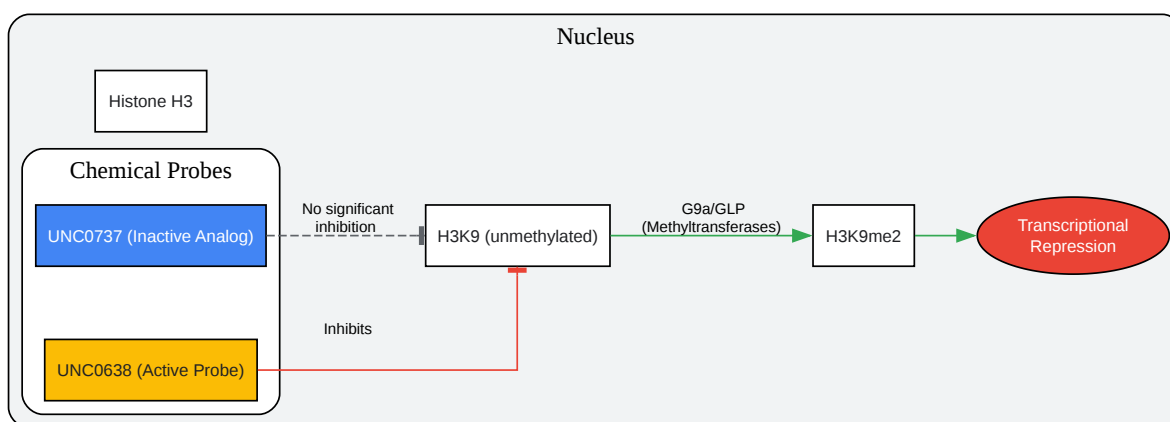 Nucleus
Histone H3
Chemical Probes
UNC0737 (Inactive Analog)
No significant
inhibition
H3K9 (unmethylated)
G9a/GLP
(Methyltransferases)
H3K9me2
Transcriptional
Repression
Inhibits
UNC0638 (Active Probe)